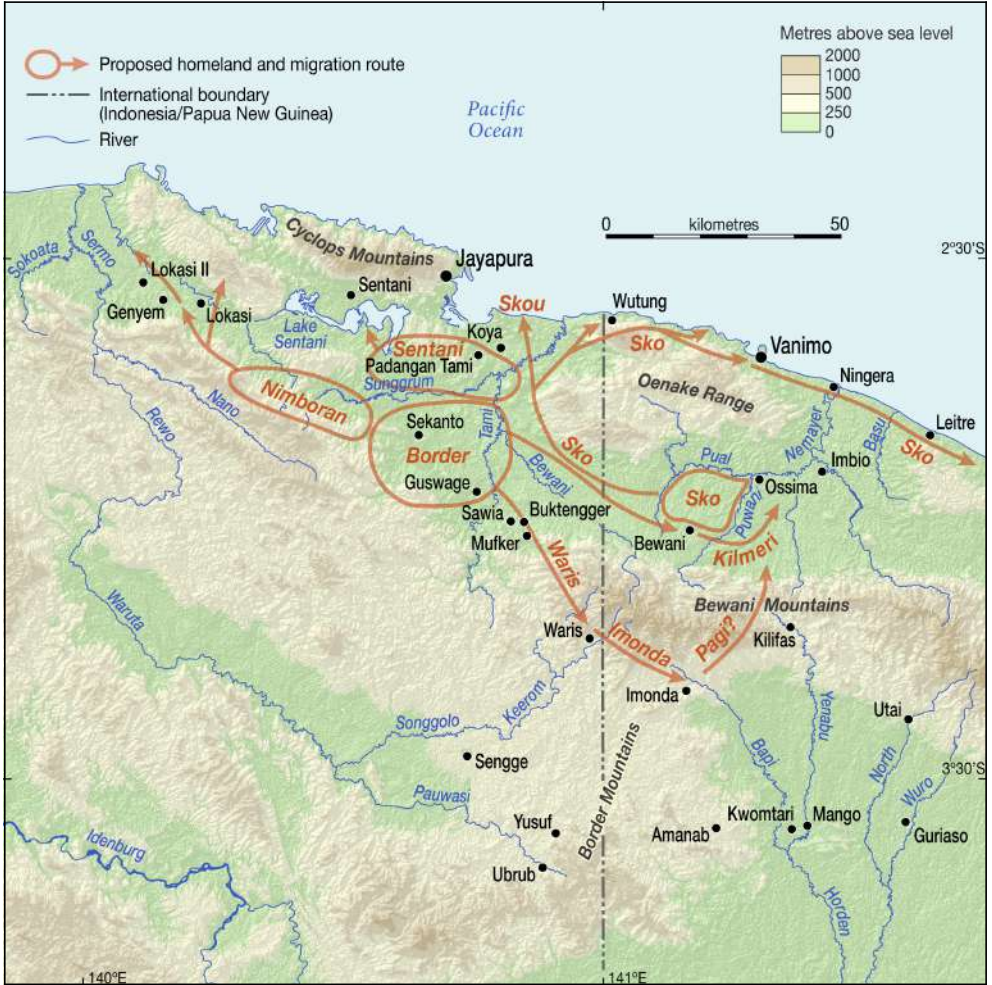 Proposed homeland and migration route
International boundary
(Indonesia/Papua New Guinea)
River
Pacific
Ocean
Metres above sea level
2000
1000
500
250
0
0
50
kilometres
2°30'S
Sokoata
Sermo
Cyclops Mountains
Jayapura
Lokasi II
Genyem
Lokasi
Sentani
Lake
Sentani
Skou
Wutung
Koya
Sentani
Padangan Tami
Sunggrum
Sko
Vanimo
Oenake Range
Ningera
Nimboran
Nano
Rewo
Sekanto
Border
Guswage
Tami
Bewani
Sko
Pual
Nemayer
Basu
Leitre
Sko
Imbio
Ossima
Sko
Puwani
Sawia
Buktengger
Mufker
Bewani
Kilmeri
Waris
Waruta
Bewani Mountains
Waris
Imonda
Pagi?
Kilifas
Imonda
Keerom
Songgolo
Yenabu
Utai
Sengge
Border Mountains
Bapi
North
Wuro
3°30'S
Pauwasi
Yusuf
Amanab
Kwomtari
Mango
Guriaso
Idenburg
Ubrub
Horden
140°E
141°E